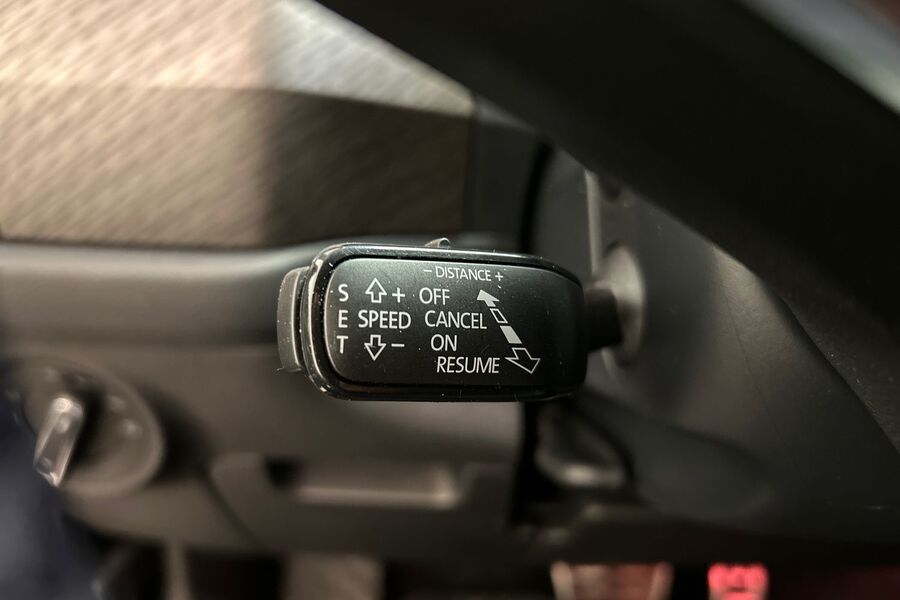 - DISTANCE +
S + OFF
E SPEED CANCEL
T - ON
RESUME